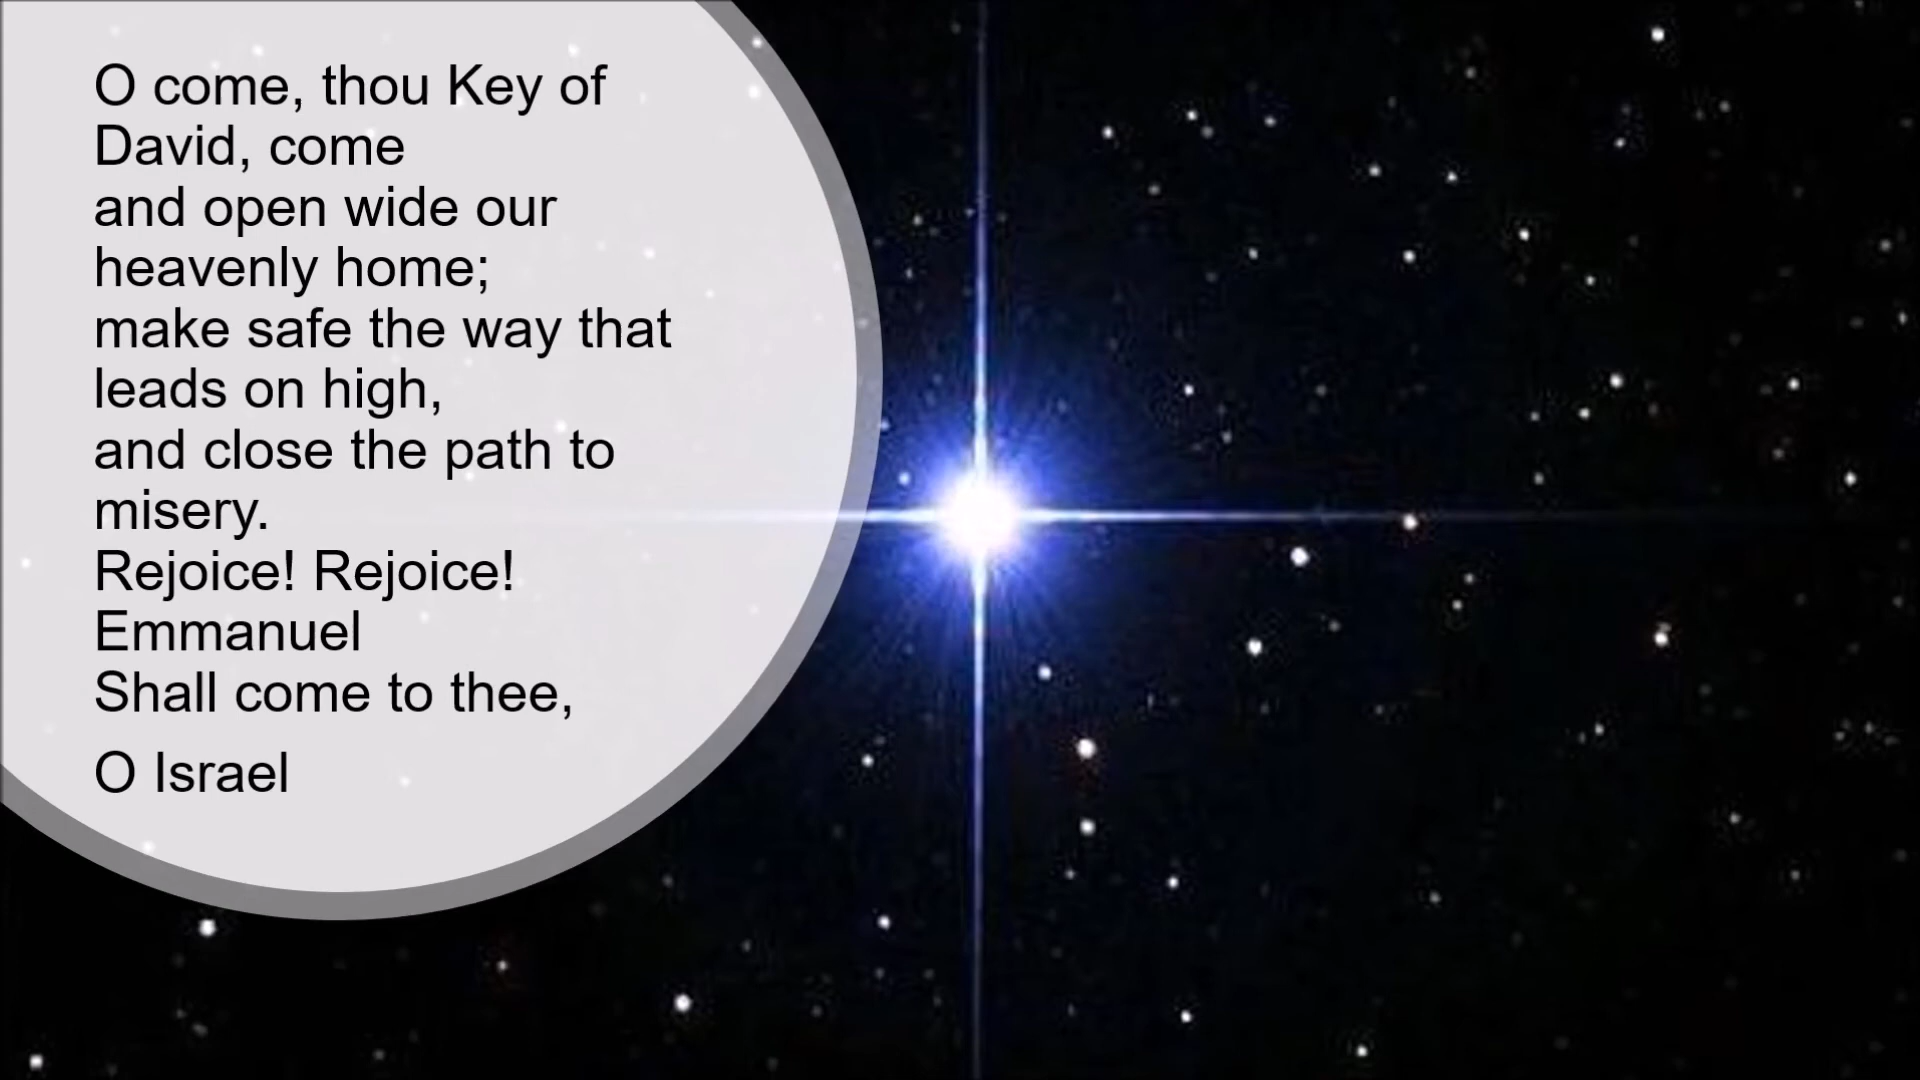 O come, thou Key of
David, come
and open wide our
heavenly home;
make safe the way that
leads on high,
and close the path to
misery.
Rejoice! Rejoice!
Emmanuel
Shall come to thee,
O Israel